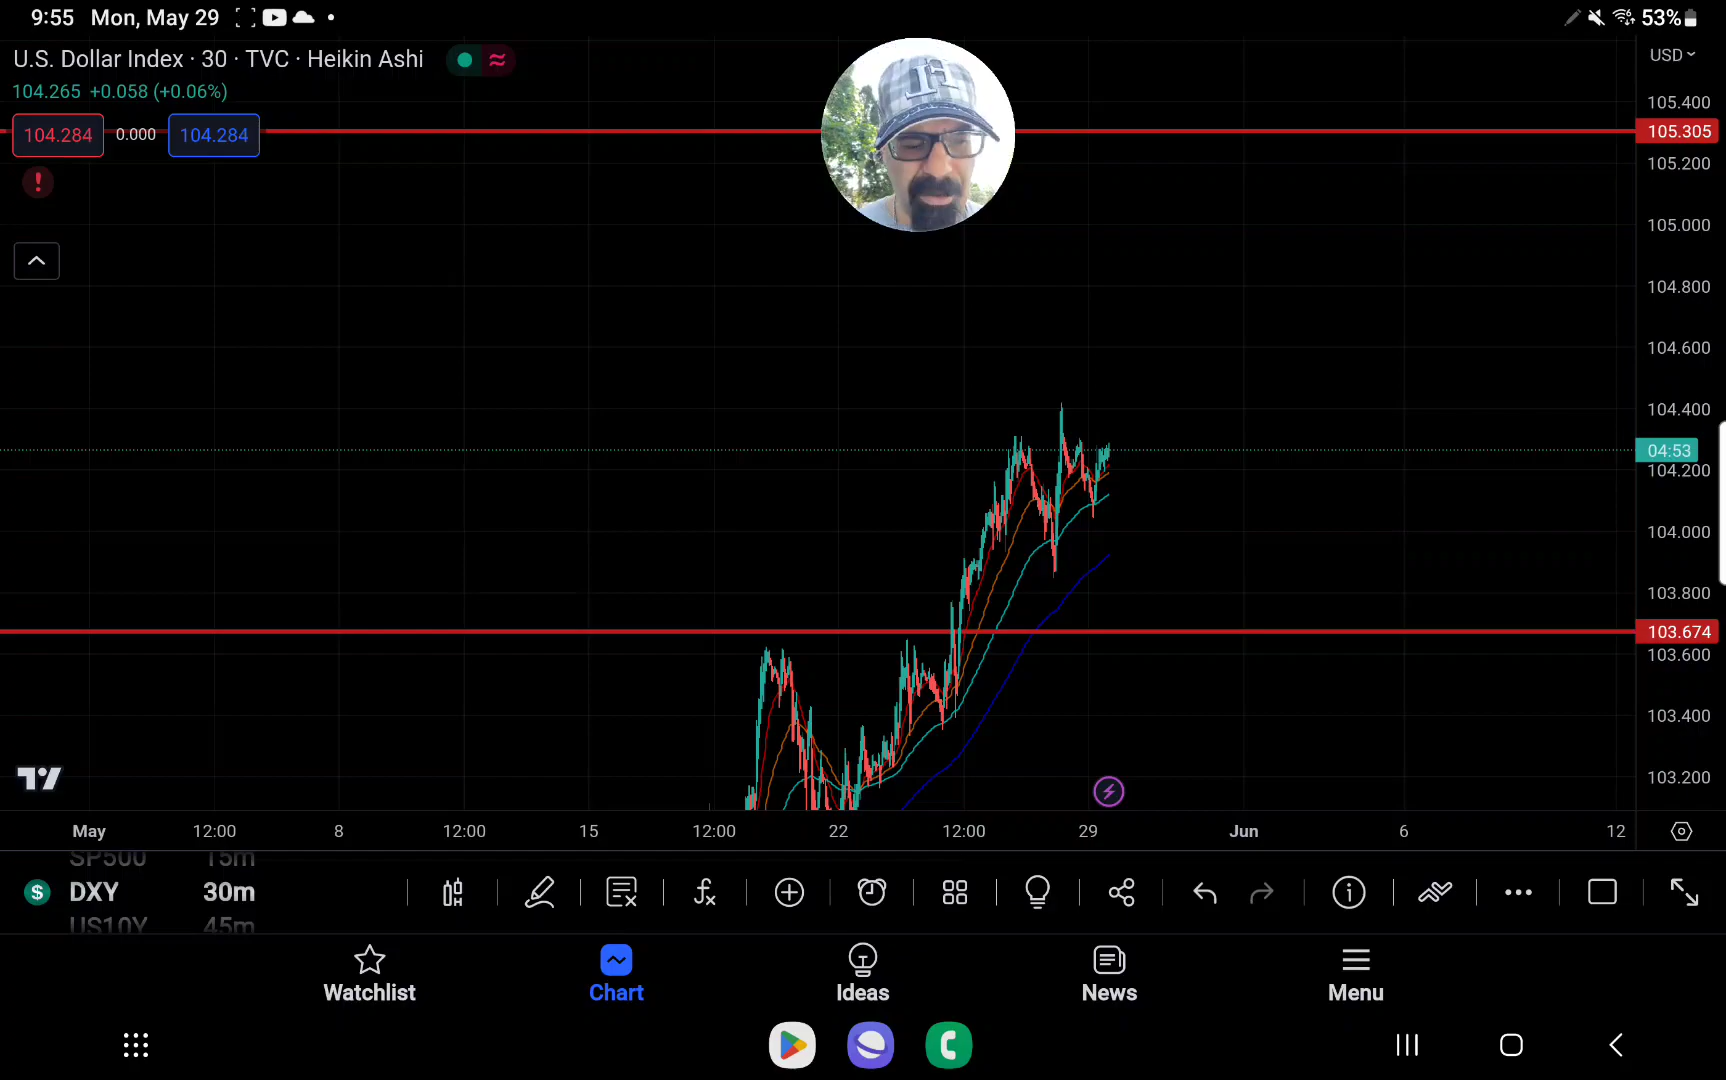 9:55 Mon, May 29
53%
U.S. Dollar Index · 30 · TVC · Heikin Ashi
USD
104.265 +0.058 (+0.06%)
104.284 0.000 104.284
105.400
105.305
105.200
105.000
104.800
104.600
104.400
04:53
104.200
104.000
103.800
103.674
103.600
103.400
103.200
May 12:00 8 12:00 15 12:00 22 12:00 29 Jun 6 12
SP500 15m
DXY 30m
US10Y 45m
Watchlist Chart Ideas News Menu